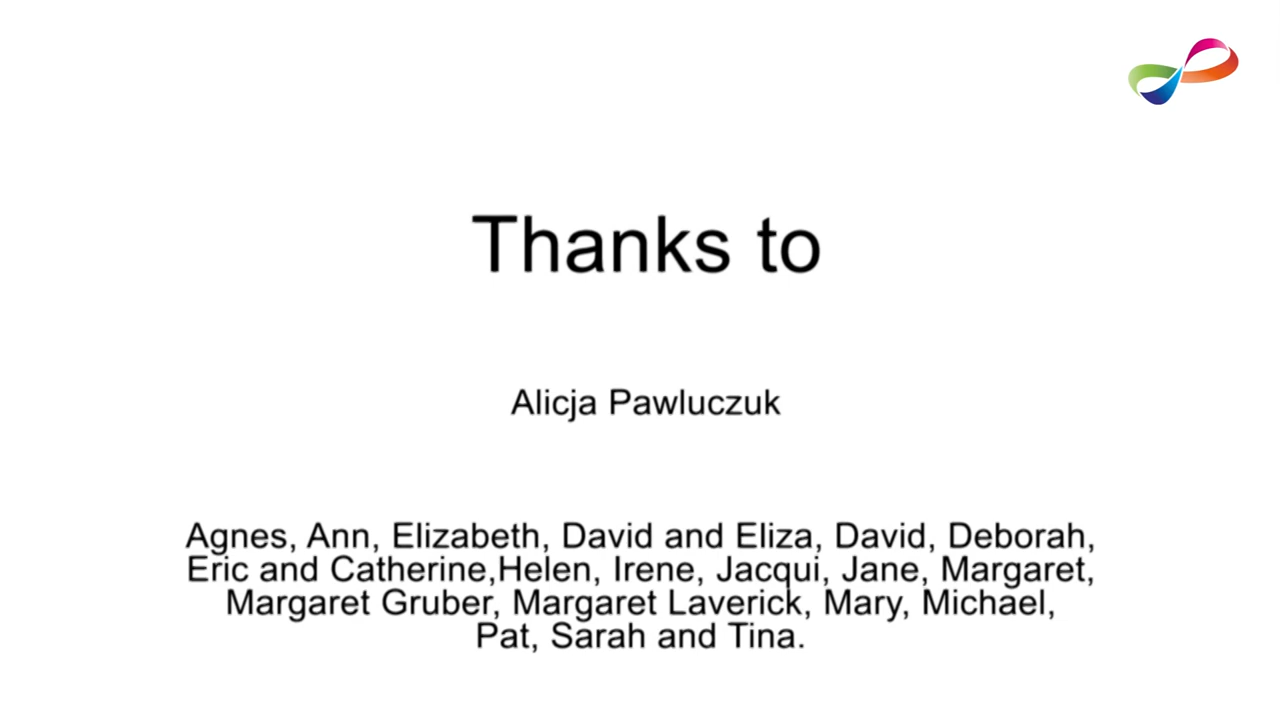 Thanks to
Alicja Pawluczuk
Agnes, Ann, Elizabeth, David and Eliza, David, Deborah,
Eric and Catherine,Helen, Irene, Jacqui, Jane, Margaret,
Margaret Gruber, Margaret Laverick, Mary, Michael,
Pat, Sarah and Tina.